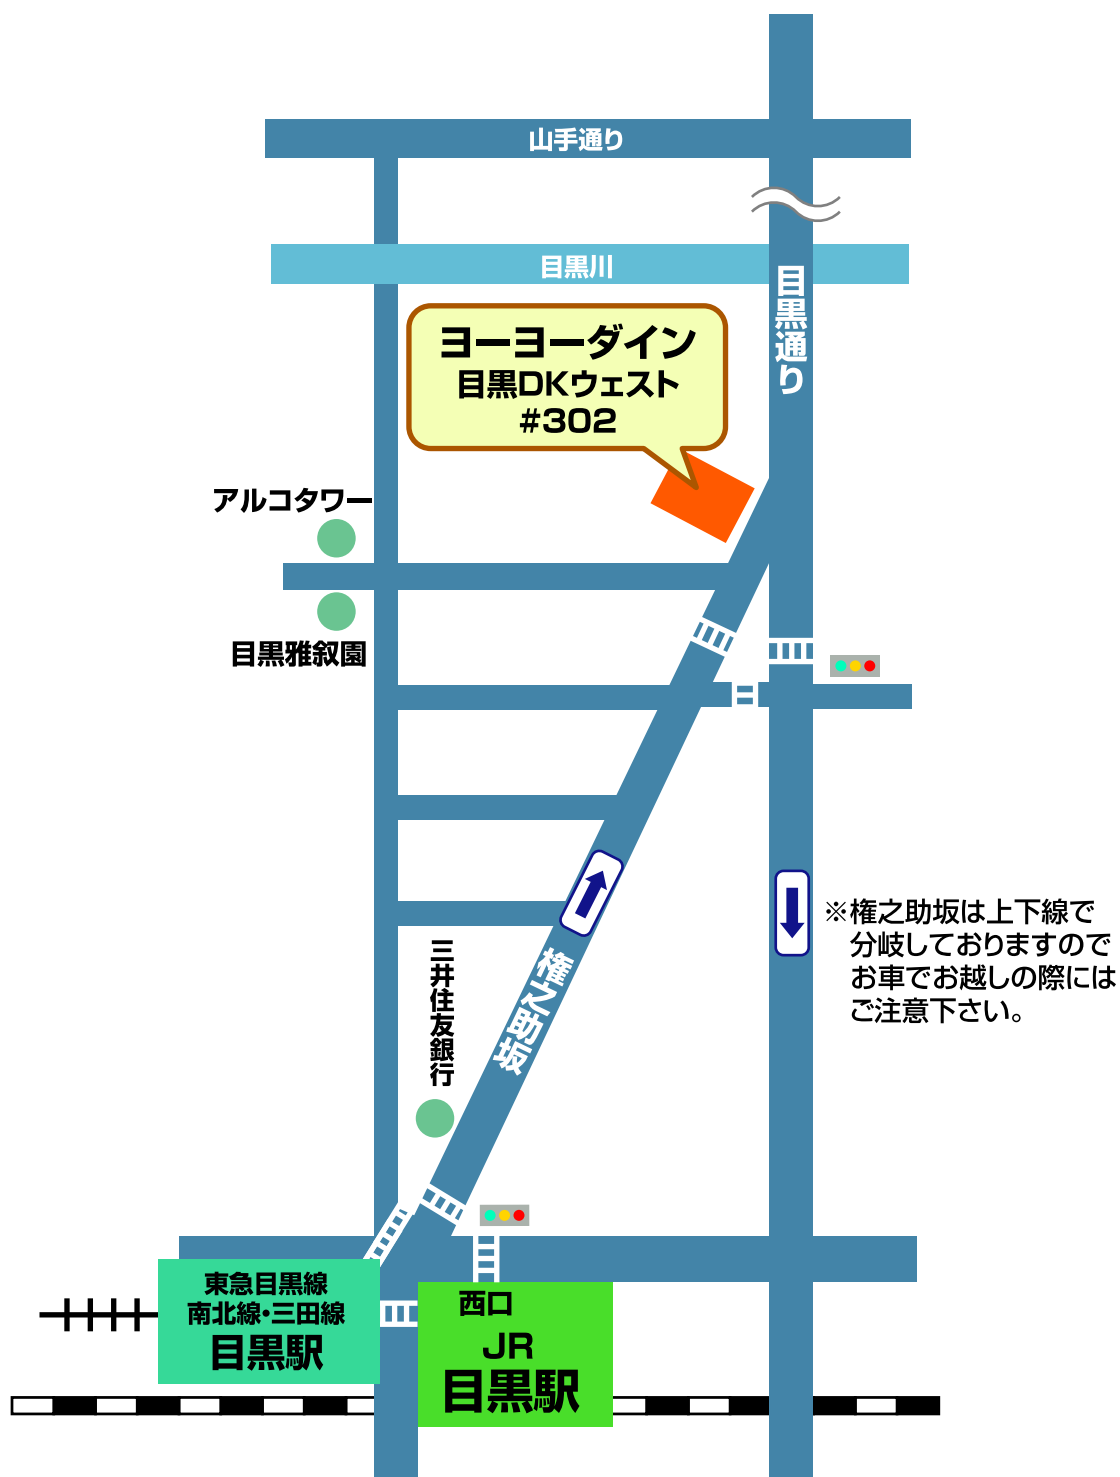 山手通り
目黒川
目黒通り
ヨーヨーダイン
目黒DKウェスト
#302
アルコタワー
目黒雅叙園
※権之助坂は上下線で
分岐しておりますので
お車でお越しの際には
ご注意下さい。
三井住友銀行
権之助坂
東急目黒線
南北線・三田線
目黒駅
西口
JR
目黒駅